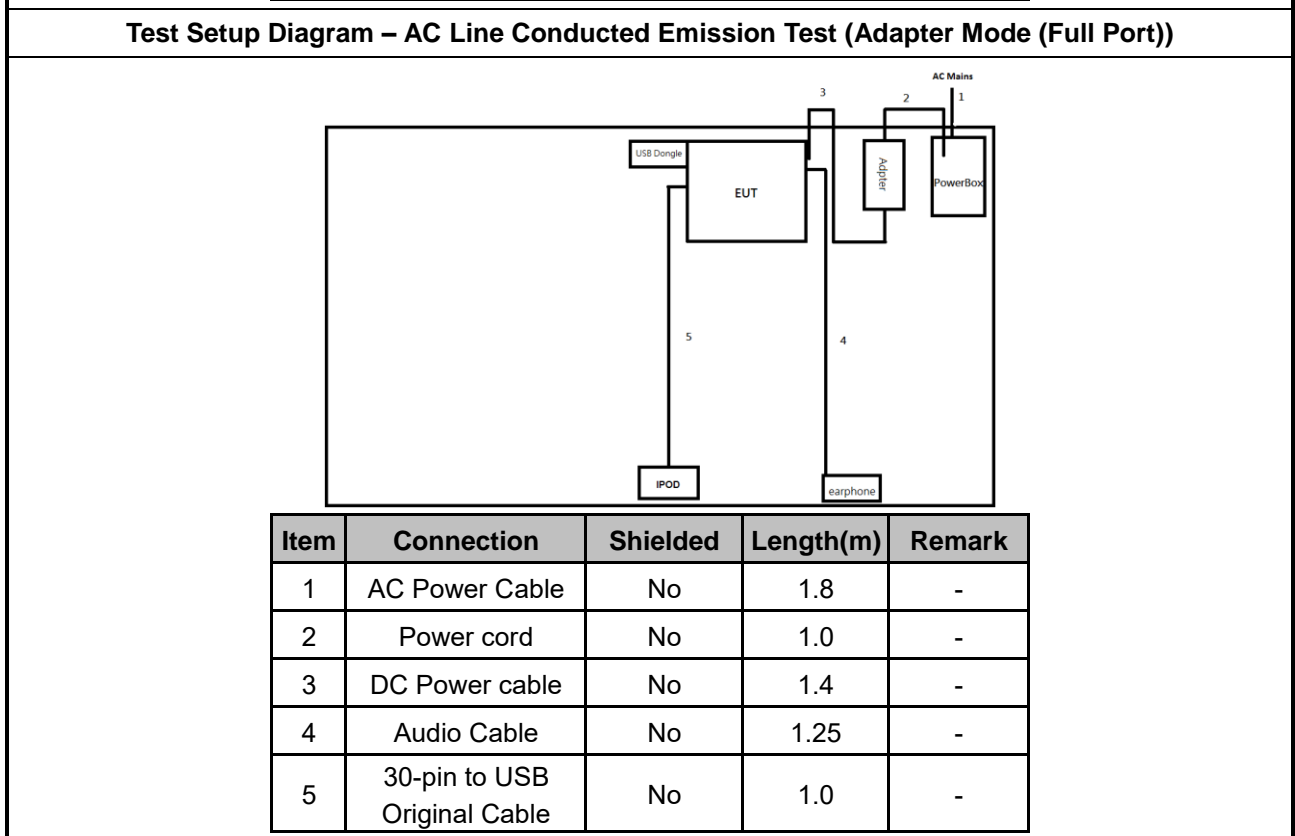 Test Setup Diagram – AC Line Conducted Emission Test (Adapter Mode (Full Port))
AC Mains
3
2
1
USB Dongle
EUT
Adpter
PowerBox
5
4
IPOD
earphone
Item Connection Shielded Length(m) Remark
1 AC Power Cable No 1.8 -
2 Power cord No 1.0 -
3 DC Power cable No 1.4 -
4 Audio Cable No 1.25 -
5 30-pin to USB
Original Cable No 1.0 -